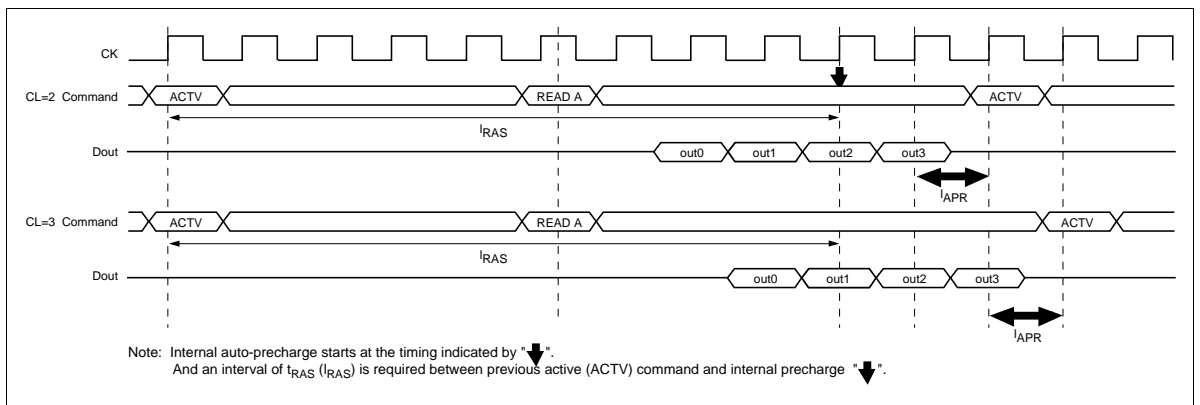 CK
CL=2 Command ACTV READ A ACTV
lRAS
Dout out0 out1 out2 out3
lAPR
CL=3 Command ACTV READ A ACTV
lRAS
Dout out0 out1 out2 out3
lAPR
Note: Internal auto-precharge starts at the timing indicated by " ".
And an interval of tRAS (lRAS) is required between previous active (ACTV) command and internal precharge " ".